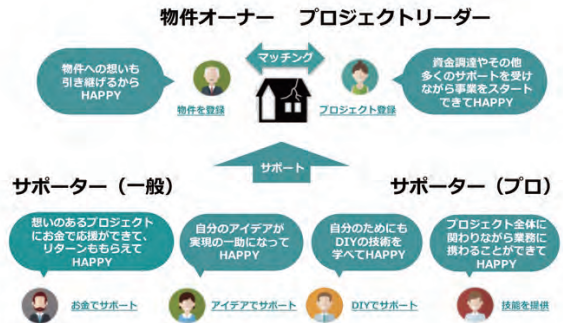 物件オーナー プロジェクトリーダー
マッチング
物件への想いも
引き継げるから
HAPPY
物件を登録
プロジェクト登録
資金調達やその他
多くのサポートを受け
ながら事業をスタート
できてHAPPY
サポート
サポーター（一般）
サポーター（プロ）
想いのあるプロジェクト
にお金で応援ができて、
リターンももらえて
HAPPY
自分のアイデアが
実現の一助になって
HAPPY
自分のためにも
DIYの技術を
学べてHAPPY
プロジェクト全体に
関わりながら業務に
携わることができて
HAPPY
お金でサポート
アイデアでサポート
DIYでサポート
技能を提供